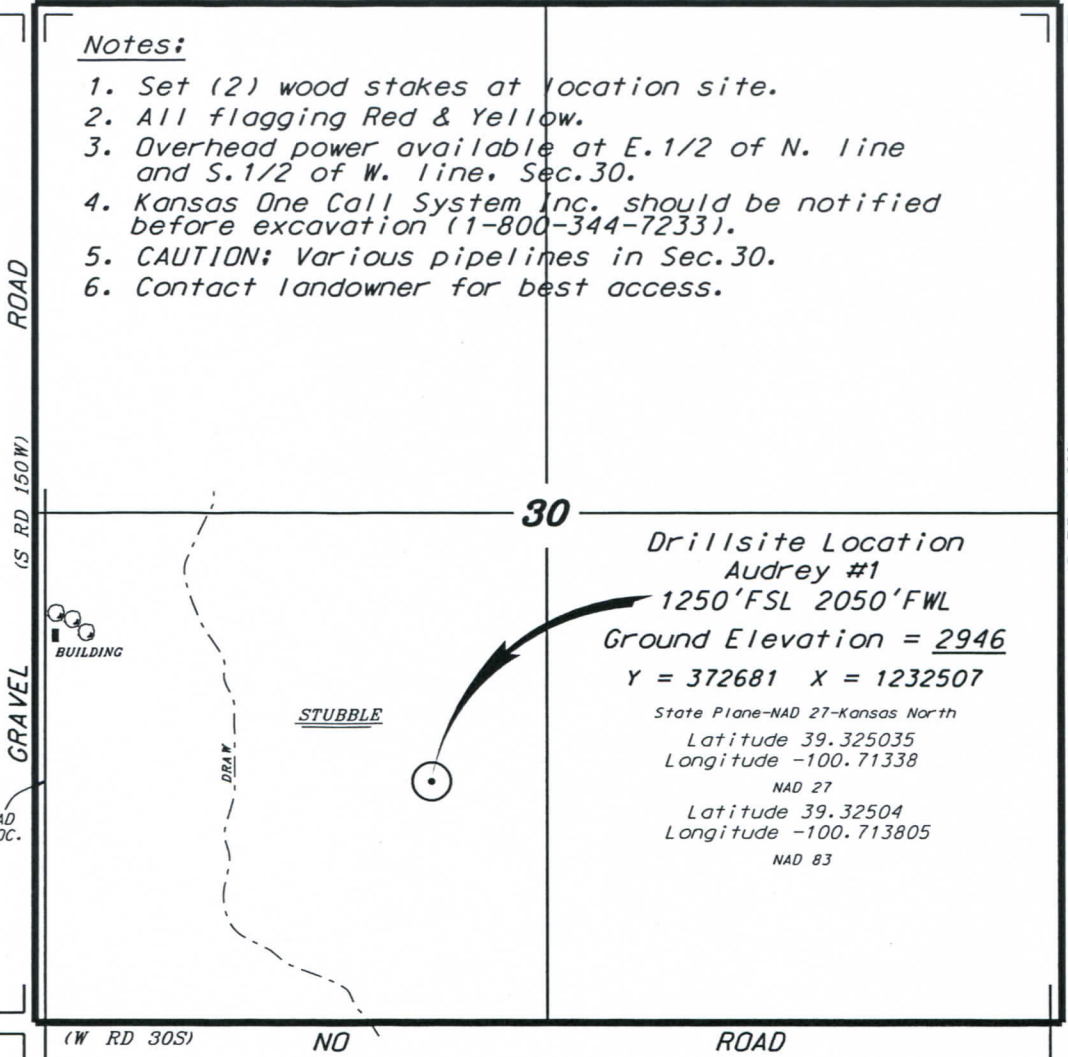 Notes:
1. Set (2) wood stakes at location site.
2. All flagging Red & Yellow.
3. Overhead power available at E.1/2 of N. line
and S.1/2 of W. line, Sec.30.
4. Kansas One Call System Inc. should be notified
before excavation (1-800-344-7233).
5. CAUTION: Various pipelines in Sec.30.
6. Contact landowner for best access.
ROAD
(S RD 150W)
GRAVEL
30
Drillsite Location
Audrey #1
1250'FSL 2050'FWL
Ground Elevation = 2946
Y = 372681 X = 1232507
State Plane-NAD 27-Kansas North
Latitude 39.325035
Longitude -100.71338
NAD 27
Latitude 39.32504
Longitude -100.713805
NAD 83
BUILDING
STUBBLE
DRAW
(W RD 30S) NO ROAD